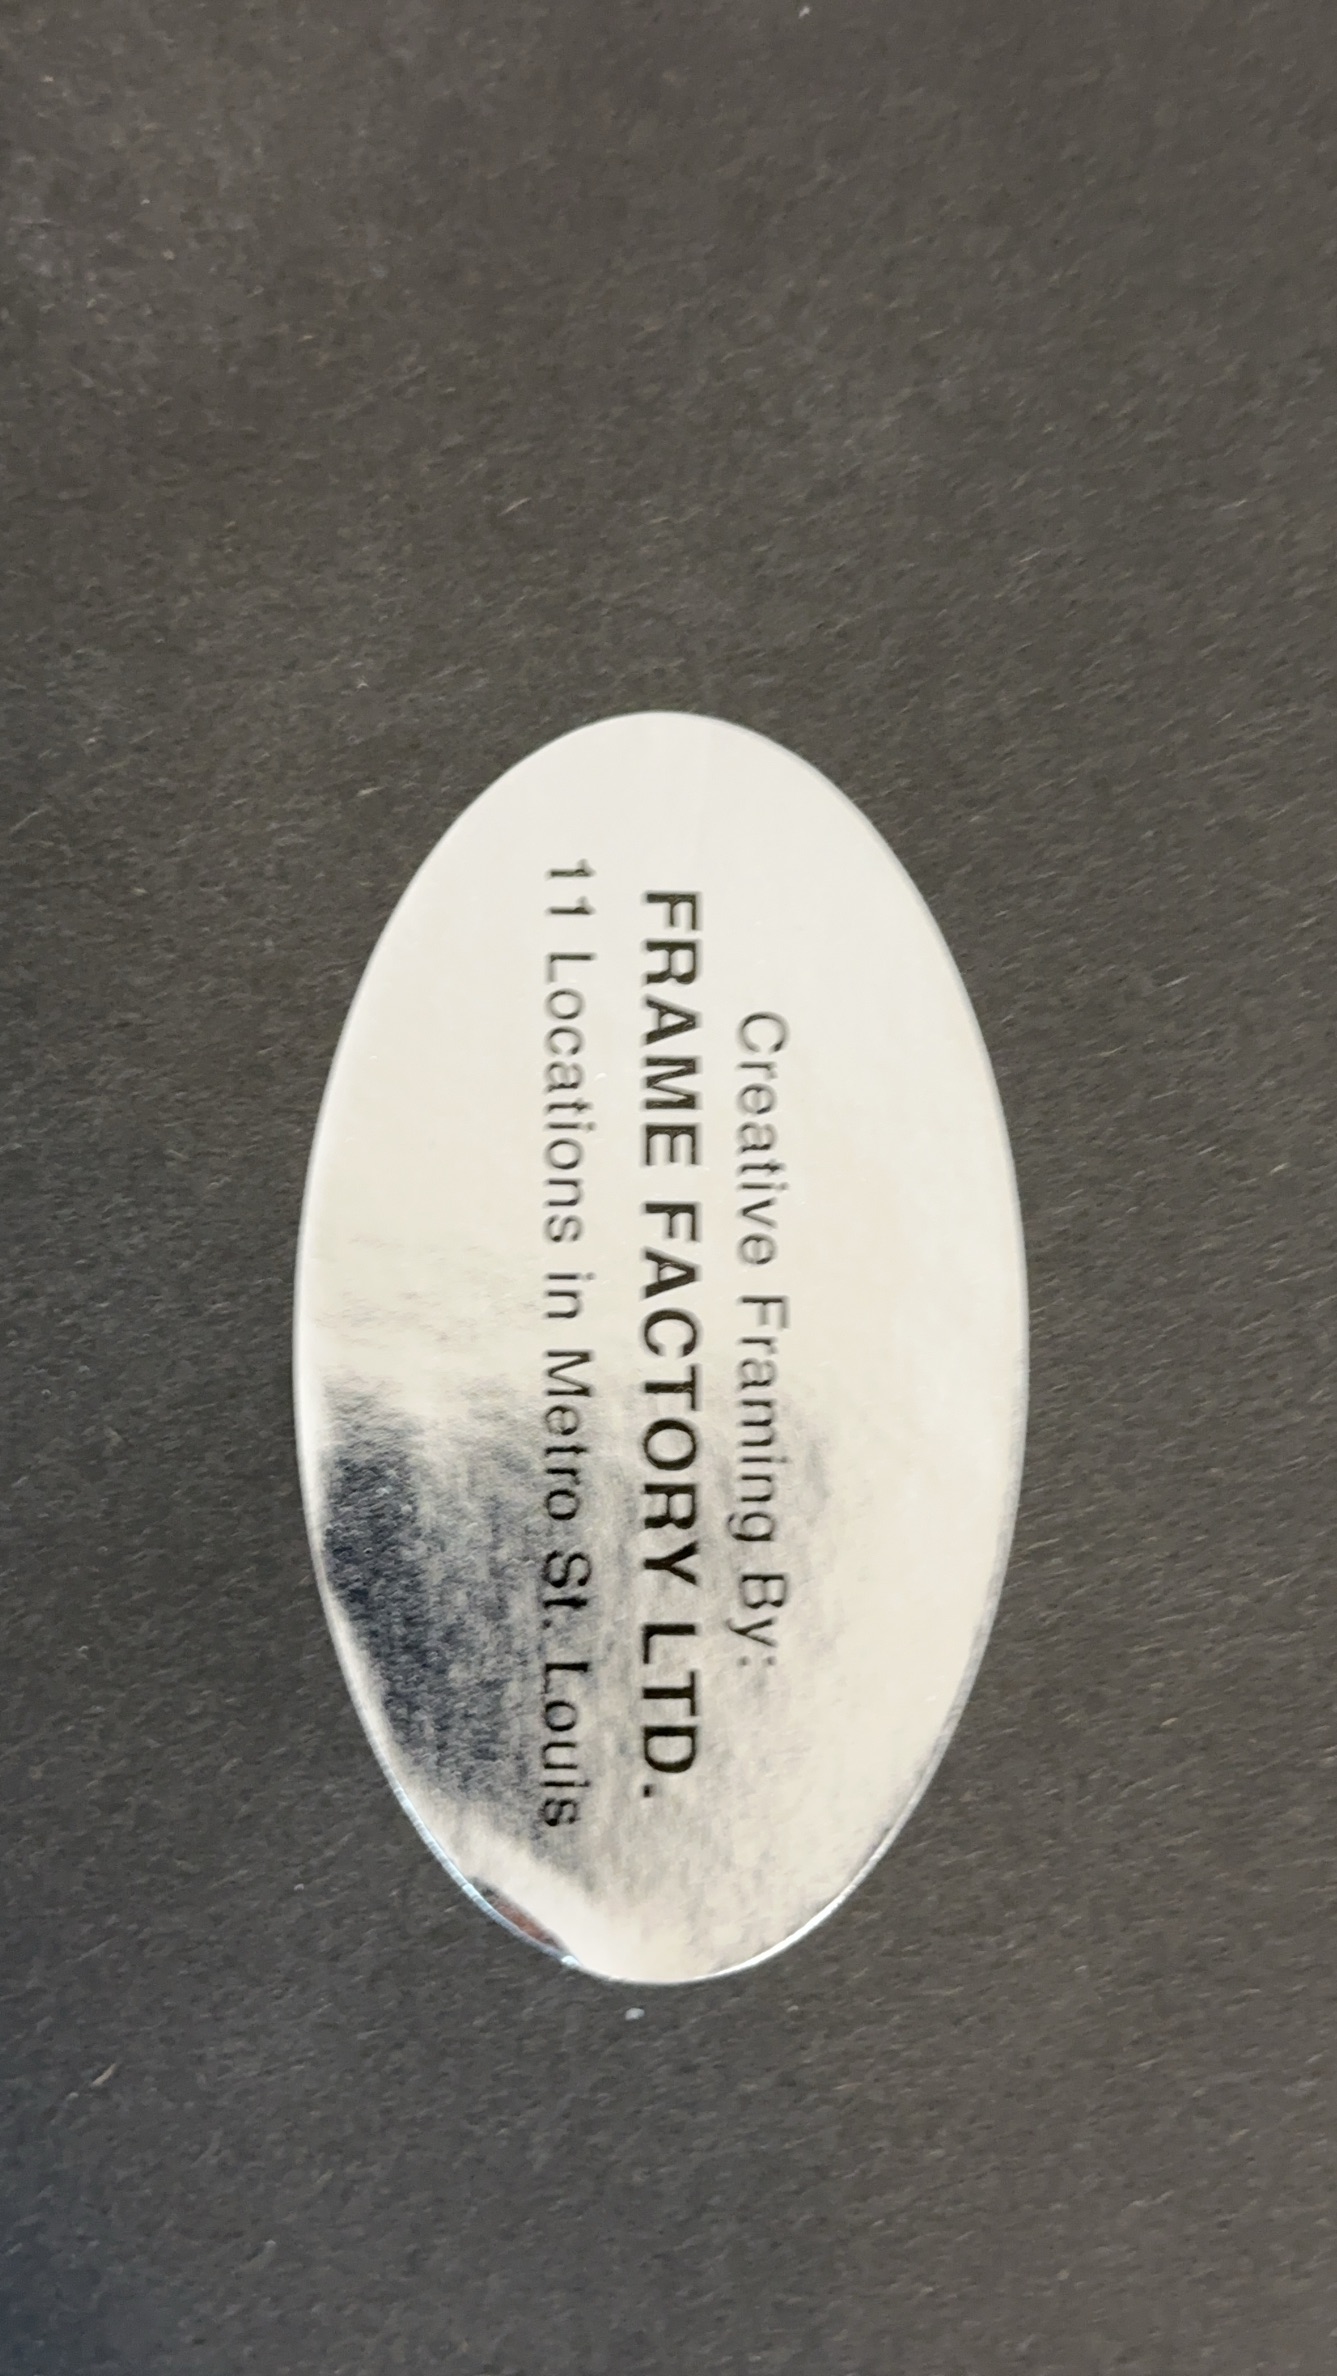 Creative Framing By:
FRAME FACTORY LTD.
11 Locations in Metro St. Louis